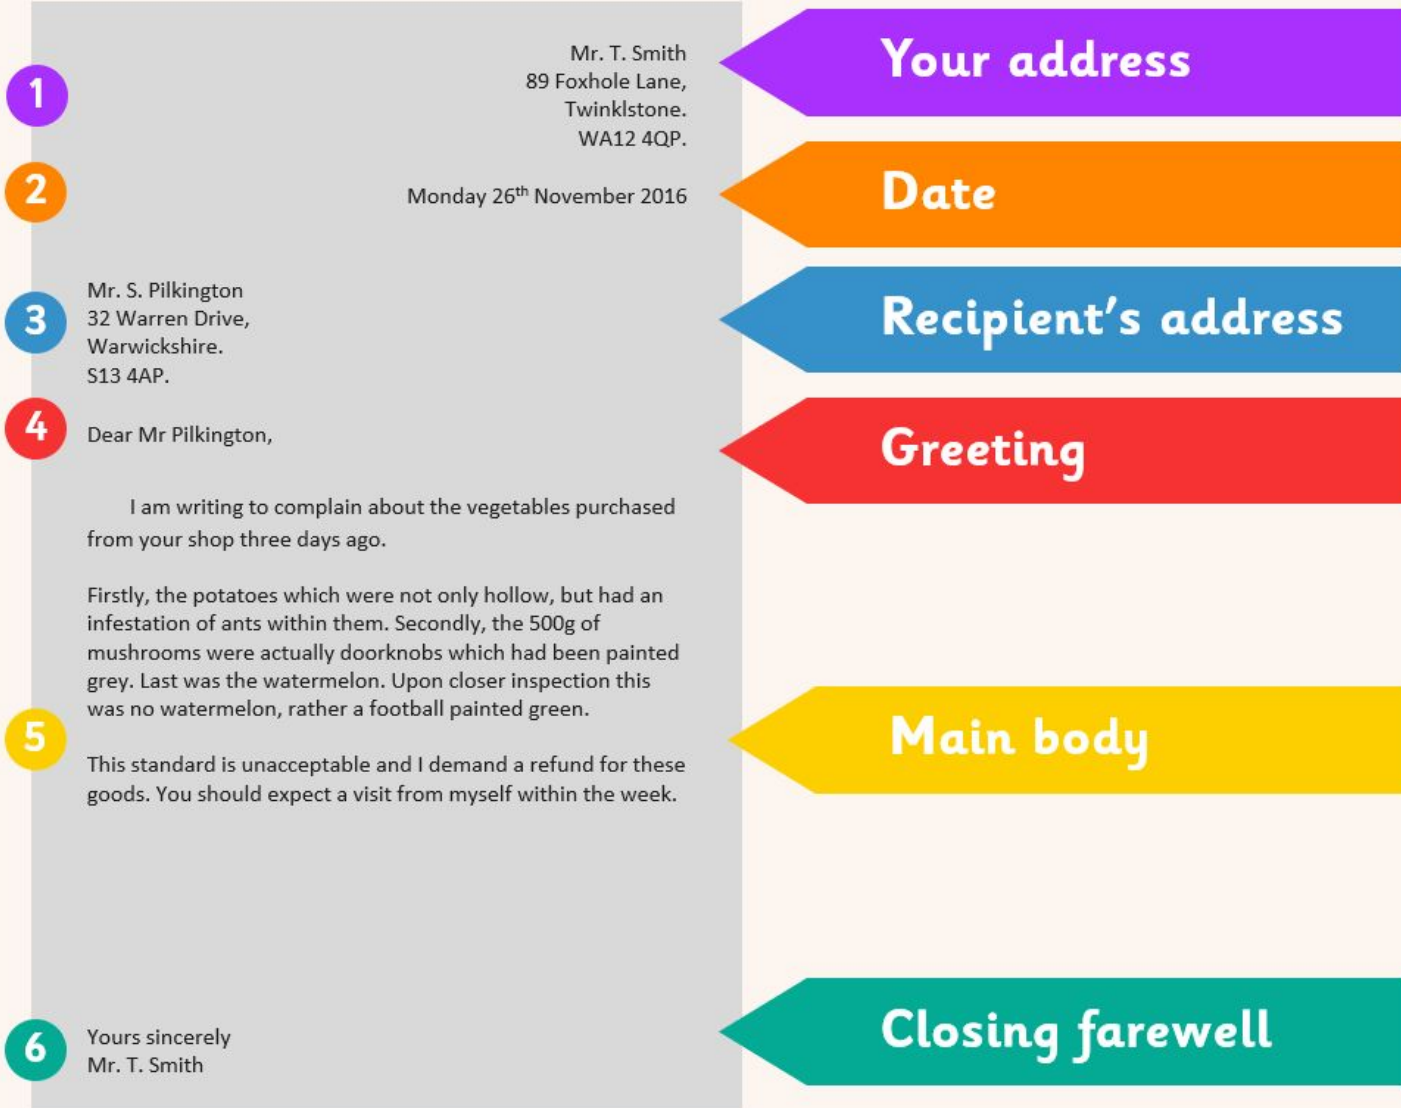 Mr. T. Smith
89 Foxhole Lane,
Twinklstone.
WA12 4QP.
Your address
1
Monday 26th November 2016
Date
2
Mr. S. Pilkington
32 Warren Drive,
Warwickshire.
S13 4AP.
Recipient's address
3
Dear Mr Pilkington,
Greeting
4
I am writing to complain about the vegetables purchased
from your shop three days ago.
Firstly, the potatoes which were not only hollow, but had an
infestation of ants within them. Secondly, the 500g of
mushrooms were actually doorknobs which had been painted
grey. Last was the watermelon. Upon closer inspection this
was no watermelon, rather a football painted green.
This standard is unacceptable and I demand a refund for these
goods. You should expect a visit from myself within the week.
Main body
5
Yours sincerely
Mr. T. Smith
Closing farewell
6